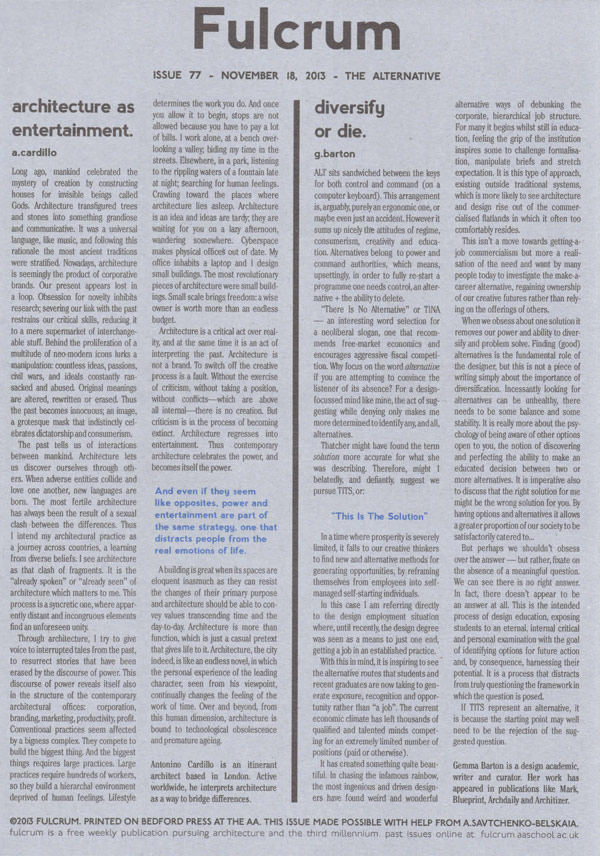 Fulcrum
ISSUE 77 - NOVEMBER 18, 2013 - THE ALTERNATIVE
architecture as
entertainment.
a.cardillo
Long ago, mankind celebrated the
mystery of creation by constructing
houses for invisible beings called
Gods. Architecture transfigured trees
and stones into something grandiose
and communicative. It was a universal
language, like music, and following this
rationale the most ancient traditions
were stratified. Nowadays, architecture
is seemingly the product of corporative
brands. Our present appears lost in
a loop. Obsession for novelty inhibits
research; severing our link with the past
restrains our critical skills, reducing it
to a mere supermarket of interchange-
able stuff. Behind the proliferation of a
multitude of neo-modern icons lurks a
manipulation: countless ideas, passions,
civil wars, and ideals constantly ran-
sacked and abused. Original meanings
are altered, rewritten or erased. Thus
the past becomes innocuous; an image,
a grotesque mask that indistinctly cel-
ebrates dictatorship and consumerism.
The past tells us of interactions
between mankind. Architecture lets
us discover ourselves through oth-
ers. When adverse entities collide and
love one another, new languages are
born. The most fertile architecture
has always been the result of a sexual
clash between the differences. Thus
I intend my architectural practice as
a journey across countries, a learning
from diverse beliefs. I see architecture
as that clash of fragments. It is the
"already spoken" or "already seen" of
architecture which matters to me. This
process is a syncretic one, where appar-
ently distant and incongruous elements
find an unforeseen unity.
Through architecture, I try to give
voice to interrupted tales from the past,
to resurrect stories that have been
erased by the discourse of power. This
discourse of power reveals itself also
in the structure of the contemporary
architectural offices: corporation,
branding, marketing, productivity, profit.
Conventional practices seem affected
by a bigness complex. They compete to
build the biggest thing. And the biggest
things requires large practices. Large
practices require hundreds of workers,
so they build a hierarchal environment
deprived of human feelings. Lifestyle
determines the work you do. And once
you allow it to begin, stops are not
allowed because you have to pay a lot
of bills. I work alone, at a bench over-
looking a valley; biding my time in the
streets. Elsewhere, in a park, listening
to the rippling waters of a fountain late
at night; searching for human feelings.
Crawling toward the places where
architecture lies asleep. Architecture
is an idea and ideas are tardy; they are
waiting for you on a lazy afternoon,
wandering somewhere. Cyberspace
makes physical offices out of date. My
office inhabits a laptop and I design
small buildings. The most revolutionary
pieces of architecture were small build-
ings. Small scale brings freedom: a wise
owner is worth more than an endless
budget.
Architecture is a critical act over real-
ity, and at the same time it is an act of
interpreting the past. Architecture is
not a brand. To switch off the creative
process is a fault. Without the exercise
of criticism, without taking a position,
without conflicts—which are above
all internal—there is no creation. But
criticism is in the process of becoming
extinct. Architecture regresses into
entertainment. Thus contemporary
architecture celebrates the power, and
becomes itself the power.
And even if they seem
like opposites, power and
entertainment are part of
the same strategy, one that
distracts people from the
real emotions of life.
A building is great when its spaces are
eloquent inasmuch as they can resist
the changes of their primary purpose
and architecture should be able to con-
vey values transcending time and the
day-to-day. Architecture is more than
function, which is just a casual pretext
that gives life to it. Architecture, the city
indeed, is like an endless novel, in which
the personal experience of the leading
character, seen from his viewpoint,
continually changes the feeling of the
work of time. Over and beyond, from
this human dimension, architecture is
bound to technological obsolescence
and promature ageing.
Antonino Cardillo is an itinerant
architect based in London. Active
worldwide, he interprets architecture
as a way to bridge differences.
diversify
or die.
g.barton
ALT sits sandwiched between the keys
for both control and command (on a
computer keyboard). This arrangement
is, arguably, purely an ergonomic one, or
maybe even just an accident. However it
sums up nicely the attitudes of regime,
consumerism, creativity and educa-
tion. Alternatives belong to power and
command authorities, which means,
upsettingly, in order to fully re-start a
programme one needs control, an alter-
native + the ability to delete.
"There is No Alternative" or TINA
— an interesting word selection for
a neoliberal slogan, one that recom-
mends free-market economics and
encourages aggressive fiscal competi-
tion. Why focus on the word alternative
if you are attempting to convince the
listener of its absence? For a design-
focussed mind like mine, the act of sug-
gesting while denying only makes me
more determined to identify any, and all,
alternatives.
Thatcher might have found the term
solution more accurate for what she
was describing. Therefore, might I
belatedly, and defiantly, suggest we
pursue TITS, or:
"This Is The Solution"
In a time where prosperity is severely
limited, it falls to our creative thinkers
to find new and alternative methods for
generating opportunities, by reframing
themselves from employees into self-
managed self-starting individuals.
In this case I am referring directly
to the design employment situation
where, until recently, the design degree
was seen as a means to just one end,
getting a job in an established practice.
With this in mind, it is inspiring to see
the alternative routes that students and
recent graduates are now taking to gen-
erate exposure, recognition and oppor-
tunity rather than "a job". The current
economic climate has left thousands of
qualified and talented minds compet-
ing for an extremely limited number of
positions (paid or otherwise).
It has created something quite beau-
tiful. In chasing the infamous rainbow,
the most ingenious and driven design-
ers have found weird and wonderful
alternative ways of debunking the
corporate, hierarchical job structure.
For many it begins whilst still in educa-
tion, feeling the grip of the institution
inspires some to challenge formalisa-
tion, manipulate briefs and stretch
expectation. It is this type of approach,
existing outside traditional systems,
which is more likely to see architecture
and design rise out of the commer-
cialised flatlands in which it often too
comfortably resides.
This isn't a move towards getting-a-
job commercialism but more a reali-
sation of the need and want by many
people today to investigate the make-a-
career alternative, regaining ownership
of our creative futures rather than rely-
ing on the offerings of others.
When we obsess about one solution it
removes our power and ability to diver-
sify and problem solve. Finding (good)
alternatives is the fundamental role of
the designer, but this is not a piece of
writing simply about the importance of
diversification. Incessantly looking for
alternatives can be unhealthy, there
needs to be some balance and some
stability. It is really more about the psy-
chology of being aware of other options
open to you, the notion of discovering
and perfecting the ability to make an
educated decision between two or
more alternatives. It is imperative also
to discuss that the right solution for me
might be the wrong solution for you. By
having options and alternatives it allows
a greater proportion of our society to be
satisfactorily catered to...
But perhaps we shouldn't obsess
over the answer — but rather, fixate on
the absence of a meaningful question.
We can see there is no right answer.
In fact, there doesn't appear to be
an answer at all. This is the intended
process of design education, exposing
students to an eternal, internal critical
and personal examination with the goal
of identifying options for future action
and, by consequence, harnessing their
potential. It is a process that distracts
from truly questioning the framework in
which the question is posed.
If TITS represent an alternative, it
is because the starting point may well
need to be the rejection of the sug-
gested question.
Gemma Barton is a design academic,
writer and curator. Her work has
appeared in publications like Mark,
Blueprint, Archdaily and Architizer.
©2013 FULCRUM. PRINTED ON BEDFORD PRESS AT THE AA. THIS ISSUE MADE POSSIBLE WITH HELP FROM A.SAVTCHENKO-BELSKAIA.
fulcrum is a free weekly publication pursuing architecture and the third millennium. past issues online at fulcrum.aaschool.ac.uk